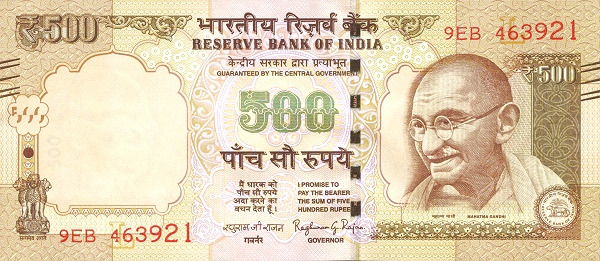 ₹500
भारतीय रिज़र्व बैंक
RESERVE BANK OF INDIA
9EB 463921
केन्द्रीय सरकार द्वारा प्रत्याभूत
GUARANTEED BY THE CENTRAL GOVERNMENT
₹500
500
पाँच सौ रुपये
मैं धारक को
पाँच सौ रुपये
अदा करने का
वचन देता हूँ ।
I PROMISE TO
PAY THE BEARER
THE SUM OF FIVE
HUNDRED RUPEE
रघुराम जी राजन
Raghuram G. Rajan
गवर्नर
GOVERNOR
महात्मा गांधी
MAHATMA GANDHI
सत्यमेव जयते
9EB 463921